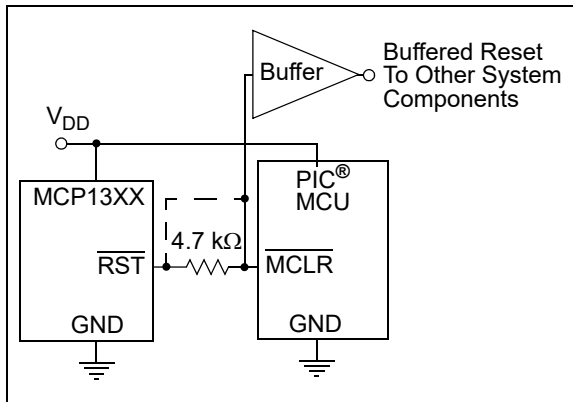 Buffer
Buffered Reset
To Other System
Components
VDD
MCP13XX
PIC®
MCU
4.7 kΩ
RST
MCLR
GND
GND